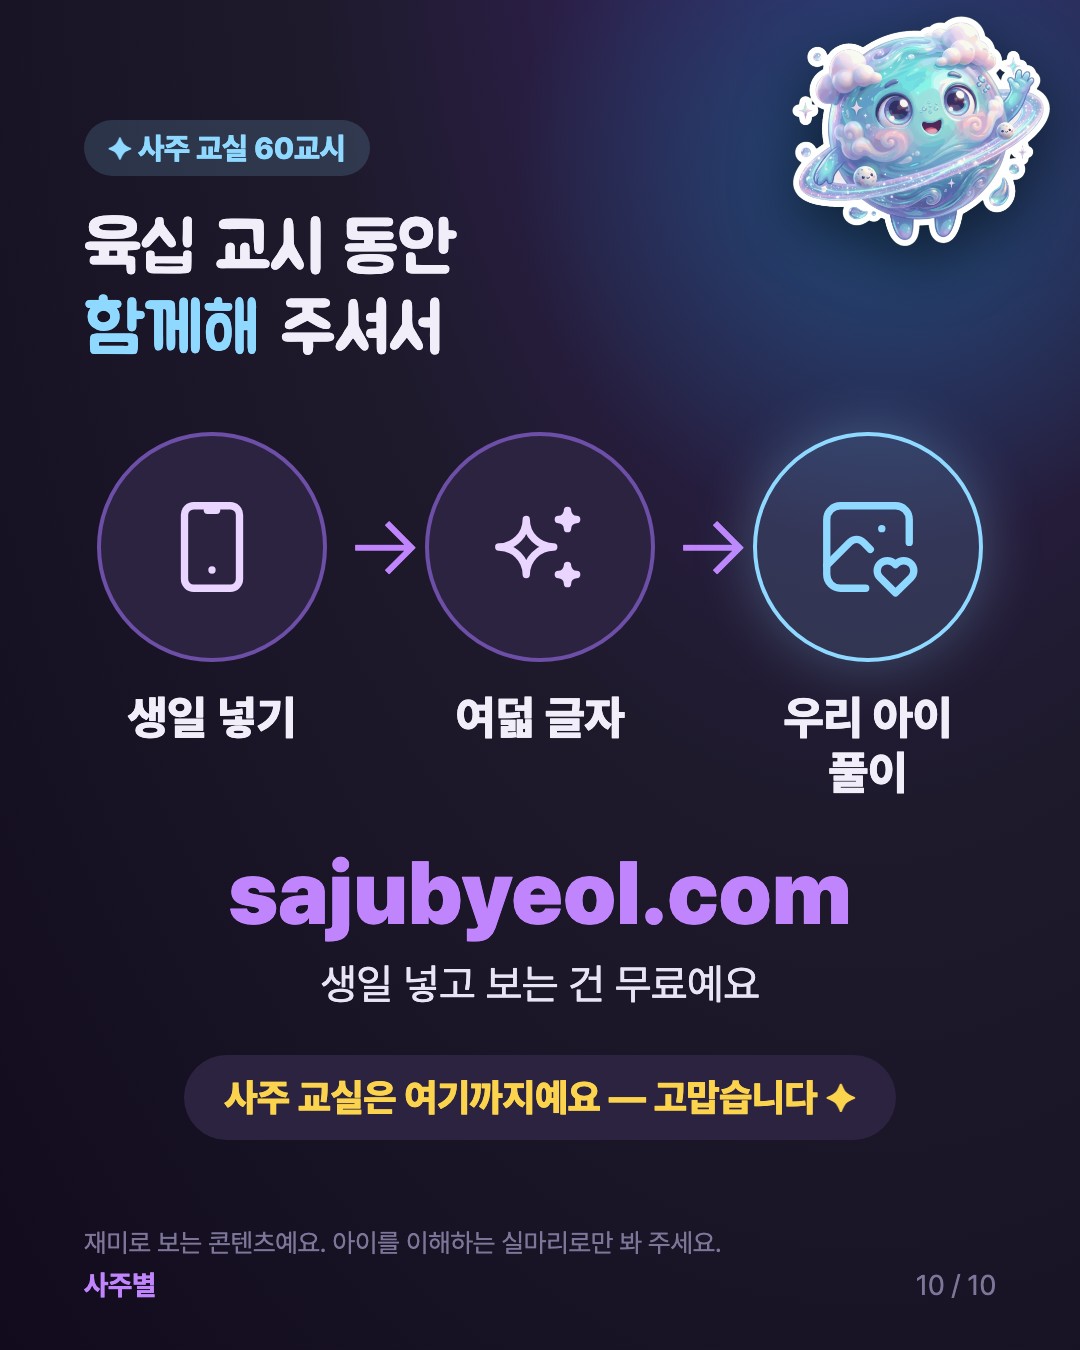 ✦ 사주 교실 60교시
육십 교시 동안
함께해 주셔서
생일 넣기
여덟 글자
우리 아이
풀이
sajubyeol.com
생일 넣고 보는 건 무료예요
사주 교실은 여기까지예요 — 고맙습니다 ✦
재미로 보는 콘텐츠예요. 아이를 이해하는 실마리로만 봐 주세요.
사주별
10 / 10